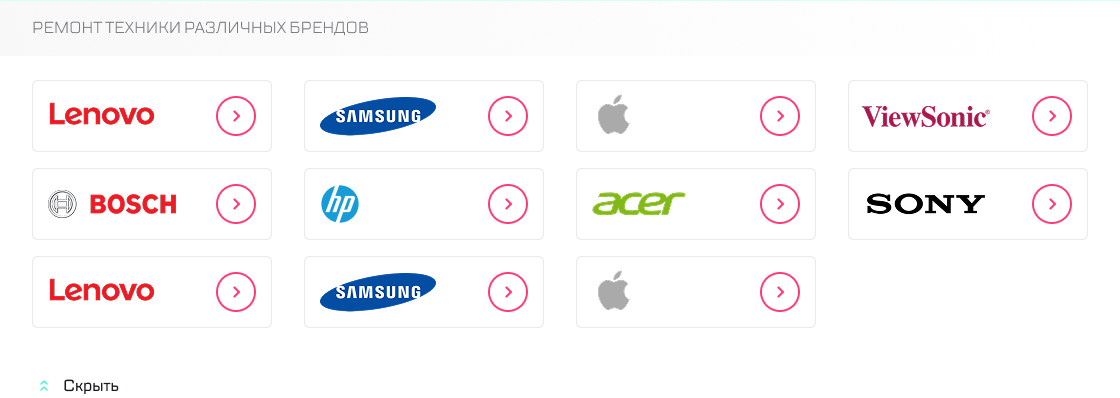 РЕМОНТ ТЕХНИКИ РАЗЛИЧНЫХ БРЕНДОВ
Lenovo SAMSUNG ViewSonic®
BOSCH hp acer SONY
Lenovo SAMSUNG
Скрыть